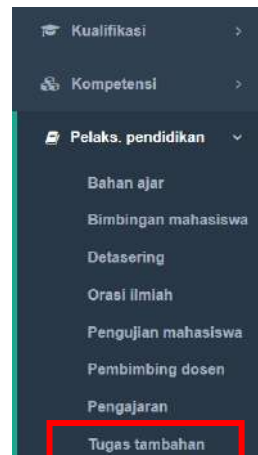 Kualifikasi
Kompetensi
Pelaks. pendidikan
Bahan ajar
Bimbingan mahasiswa
Detasering
Orasi ilmiah
Pengujian mahasiswa
Pembimbing dosen
Pengajaran
Tugas tambahan